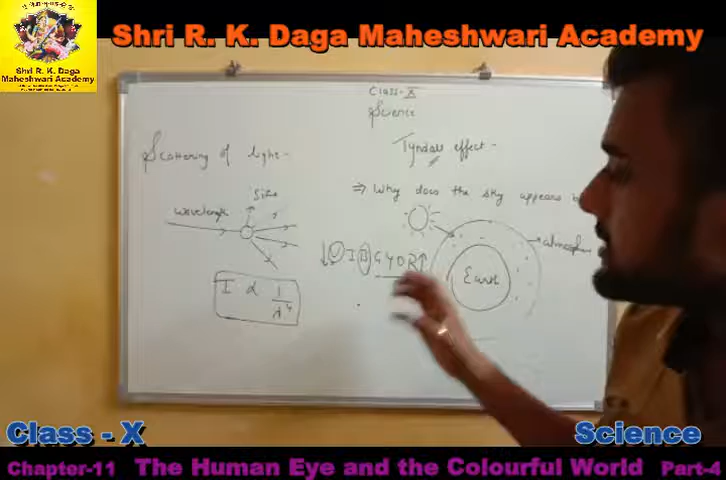 Shri R. K. Daga Maheshwari Academy
Shri R. K. Daga
Maheshwari Academy
Class-X
Science
Scattering of light-
Tyndall effect-
⇒ Why does the sky appears
Size
wavelength
atmosphere
↓VIBGYOR↑
Earth
I α 1/λ⁴
Class - X
Science
Chapter-11 The Human Eye and the Colourful World Part-4